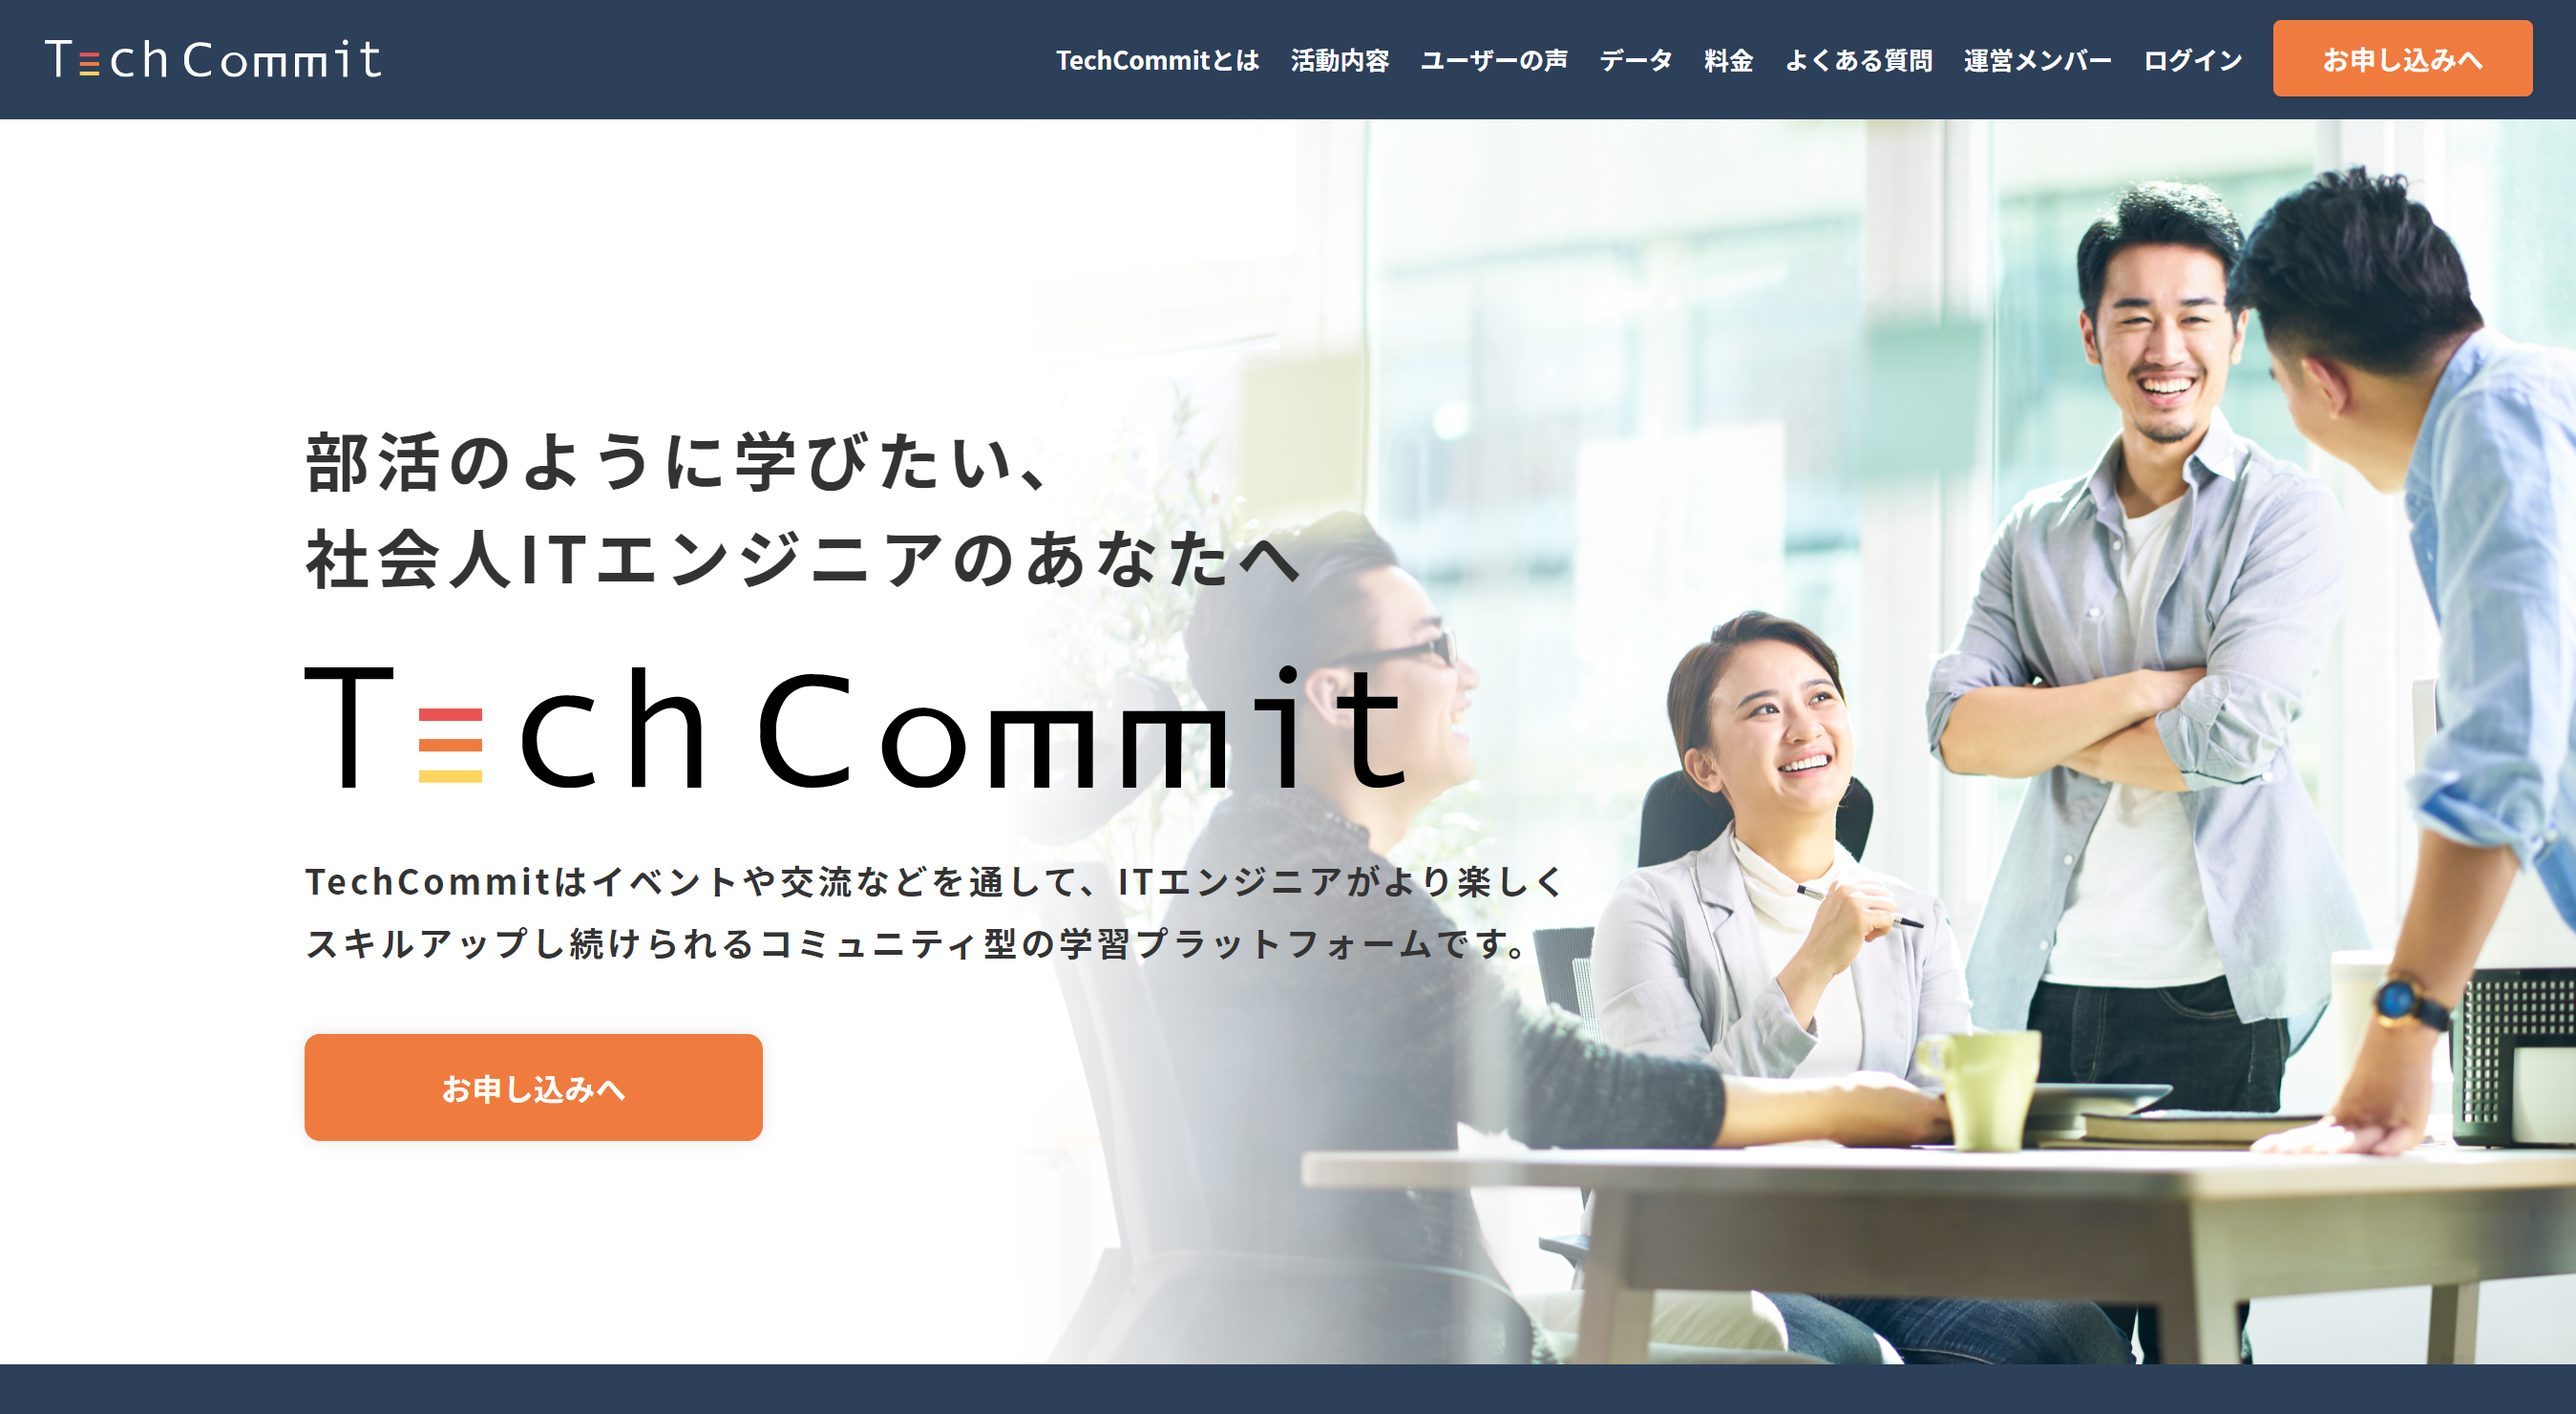 Tech Commit
TechCommitとは 活動内容 ユーザーの声 データ 料金 よくある質問 運営メンバー ログイン お申し込みへ
部活のように学びたい、
社会人ITエンジニアのあなたへ
Tech Commit
TechCommitはイベントや交流などを通して、ITエンジニアがより楽しく
スキルアップし続けられるコミュニティ型の学習プラットフォームです。
お申し込みへ